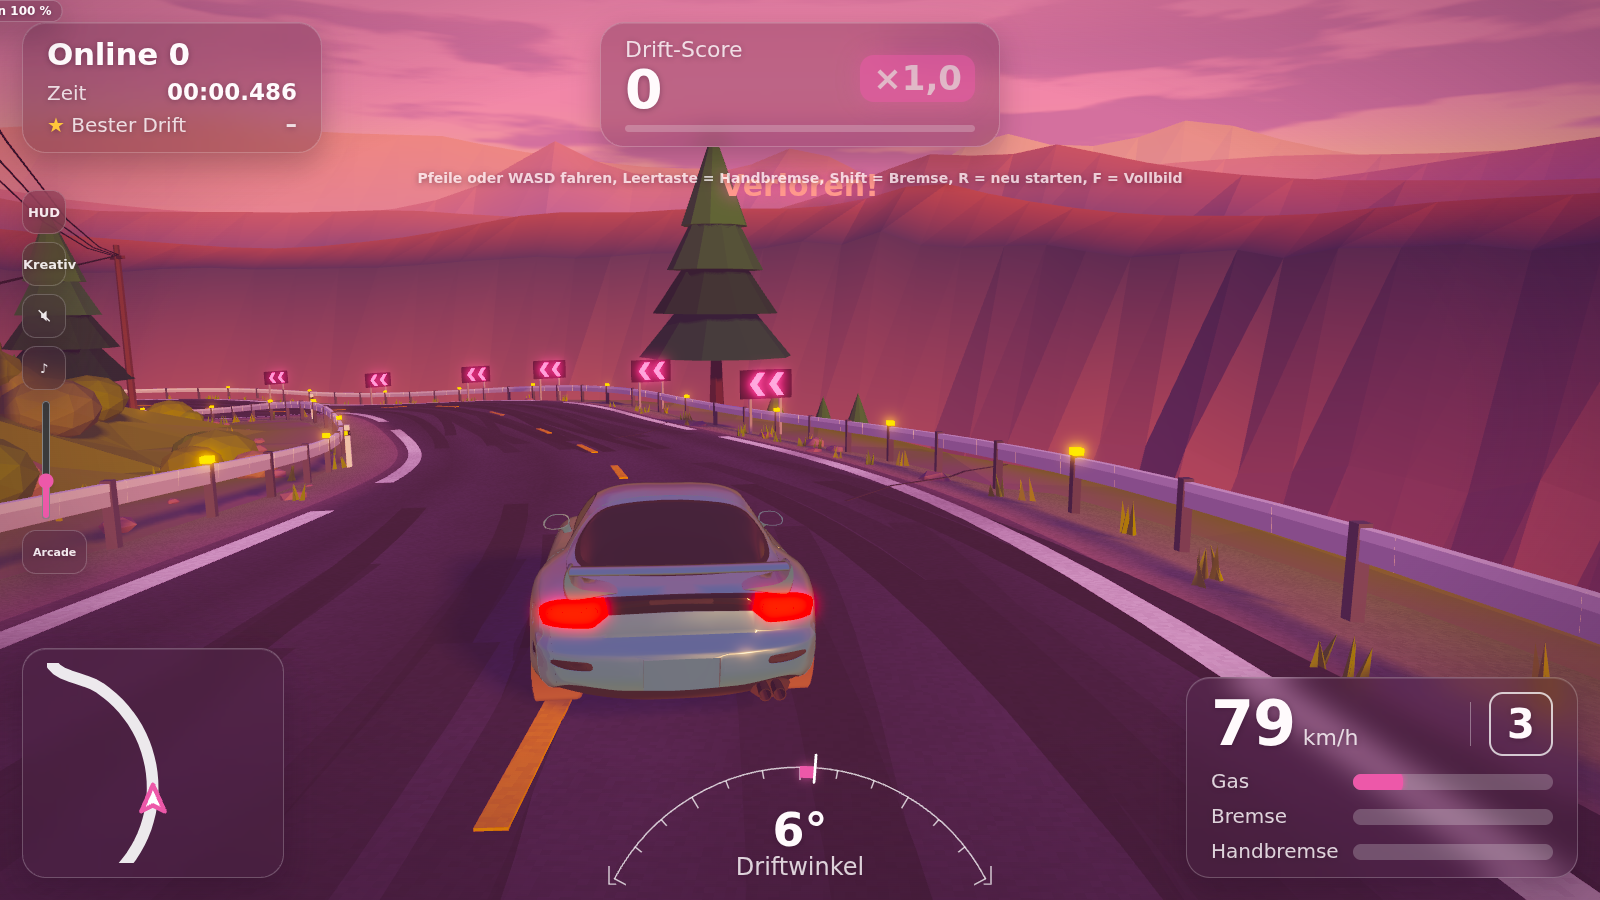 n 100 %
Online 0
Zeit 00:00.486
★ Bester Drift –
Drift-Score
0
×1,0
Pfeile oder WASD fahren, Leertaste = Handbremse, Shift = Bremse, R = neu starten, F = Vollbild
verloren!
HUD
Kreativ
♪
Arcade
6°
Driftwinkel
79 km/h
3
Gas
Bremse
Handbremse